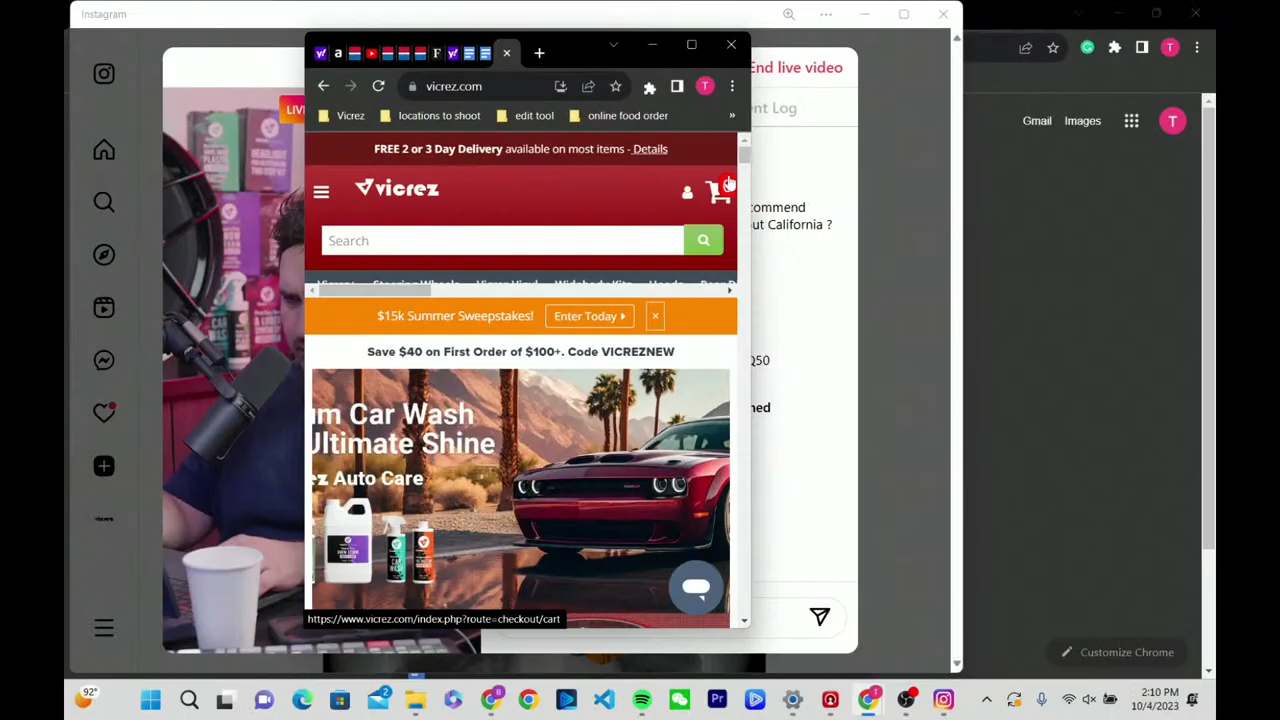 Instagram
End live video
LIV
nt Log
vicrez.com
Vicrez
locations to shoot
edit tool
online food order
»
Gmail
Images
T
FREE 2 or 3 Day Delivery available on most items - Details
vicrez
commend
ut California ?
Search
$15k Summer Sweepstakes!
Enter Today
Save $40 on First Order of $100+. Code VICREZNEW
Q50
ned
um Car Wash
Ultimate Shine
ez Auto Care
https://www.vicrez.com/index.php?route=checkout/cart
Customize Chrome
92°
2:10 PM
10/4/2023